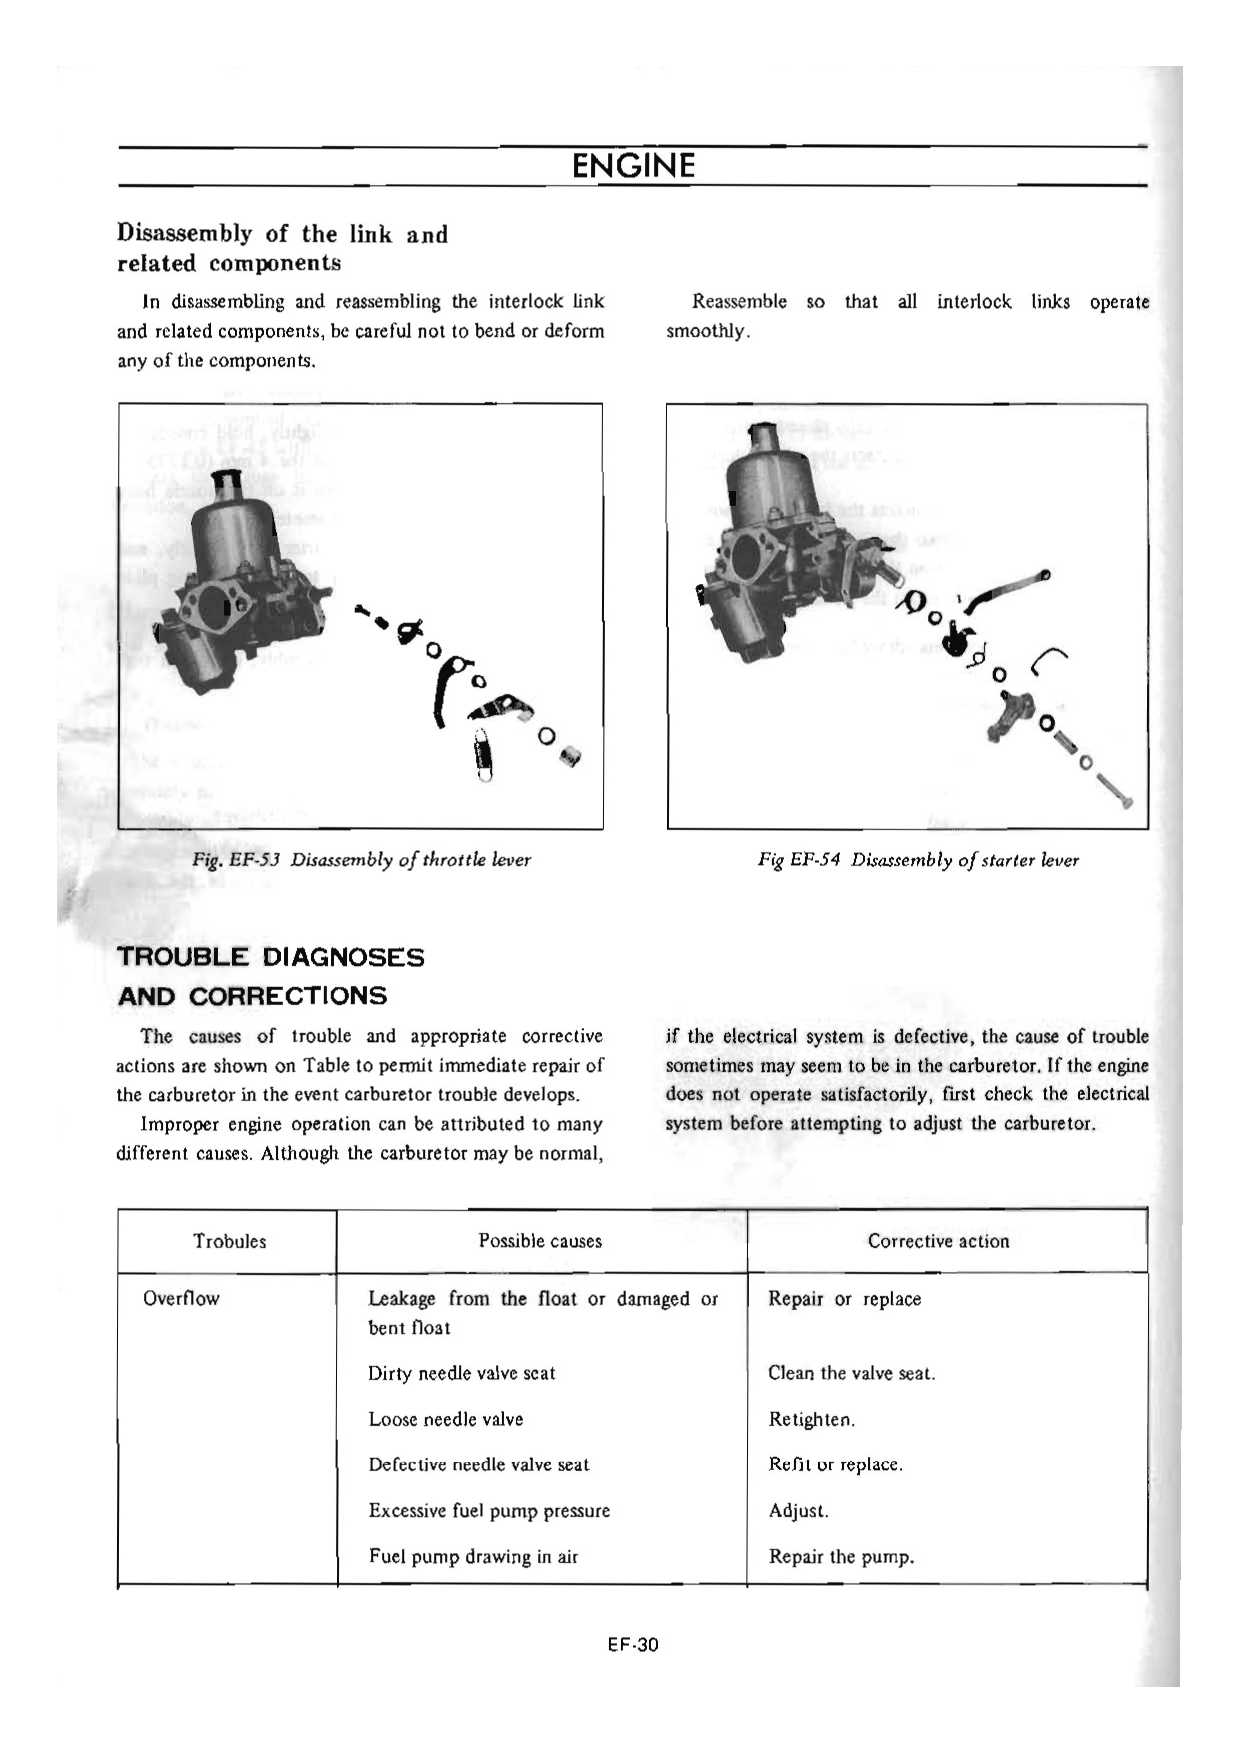 ENGINE
Disassembly of the link and
related components
In disassembling and reassembling the interlock link
and related components, be careful not to bend or deform
any of the components.
Reassemble so that all interlock links operate
smoothly.
Fig. EF-53 Disassembly of throttle lever
Fig EF-54 Disassembly of starter lever
TROUBLE DIAGNOSES
AND CORRECTIONS
The causes of trouble and appropriate corrective
actions are shown on Table to permit immediate repair of
the carburetor in the event carburetor trouble develops.
Improper engine operation can be attributed to many
different causes. Although the carburetor may be normal,
if the electrical system is defective, the cause of trouble
sometimes may seem to be in the carburetor. If the engine
does not operate satisfactorily, first check the electrical
system before attempting to adjust the carburetor.
Trobules Possible causes Corrective action
Overflow Leakage from the float or damaged or Repair or replace
bent float
Dirty needle valve seat Clean the valve seat.
Loose needle valve Retighten.
Defective needle valve seat Refit or replace.
Excessive fuel pump pressure Adjust.
Fuel pump drawing in air Repair the pump.
EF-30